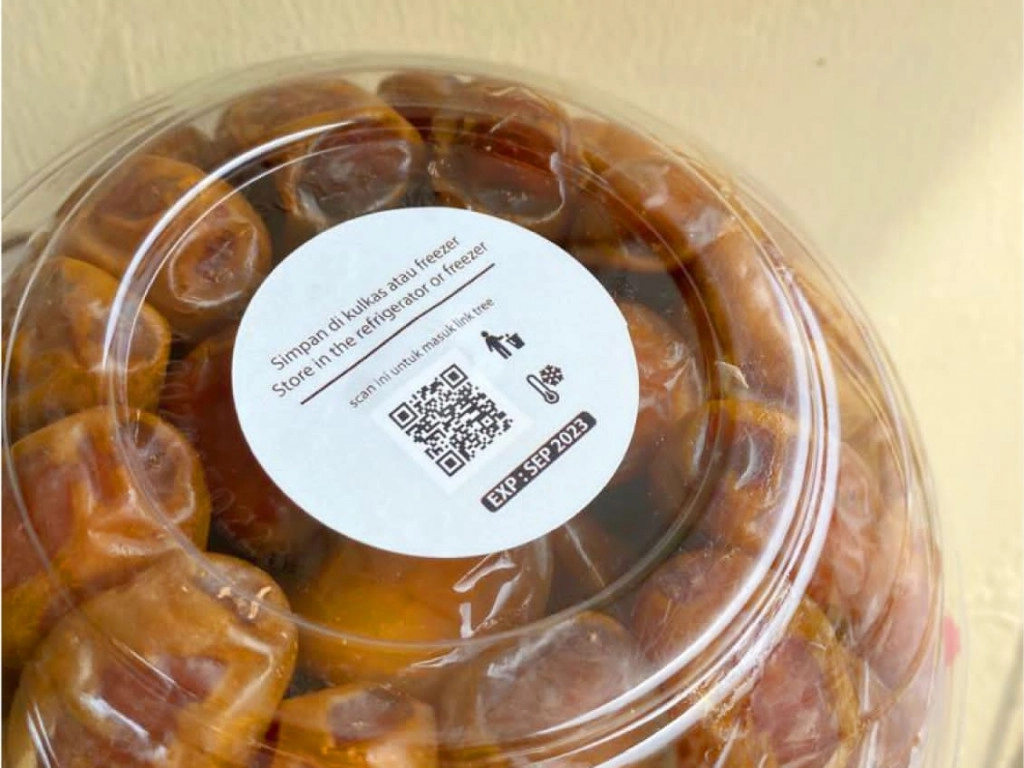 Simpan di kulkas atau freezer
Store in the refrigerator or freezer
scan ini untuk masuk link tree
EXP : SEP 2023